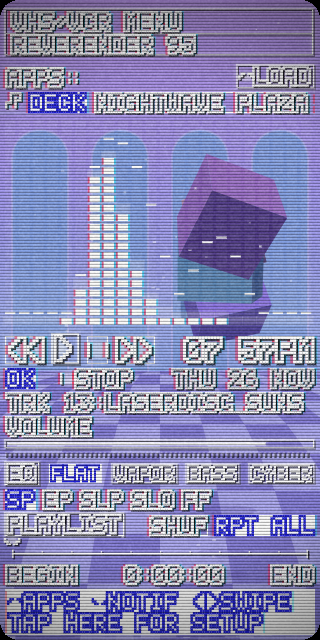 VHS/VCR MENU
REWERENDER 95
APPS::
LOAD
DECK NIGHTWAVE PLAZA
07 57PM
OK STOP THU 26 NOV
TRK 15:LASERDISC SUNS
VOLUME
EQ FLAT VAPOR BASS CYBER
SP EP SLP SLO FF
PLAYLIST SHUF RPT ALL
BEGIN 0:00:00 END
APPS NOTIF SWIPE
TAP HERE FOR SETUP